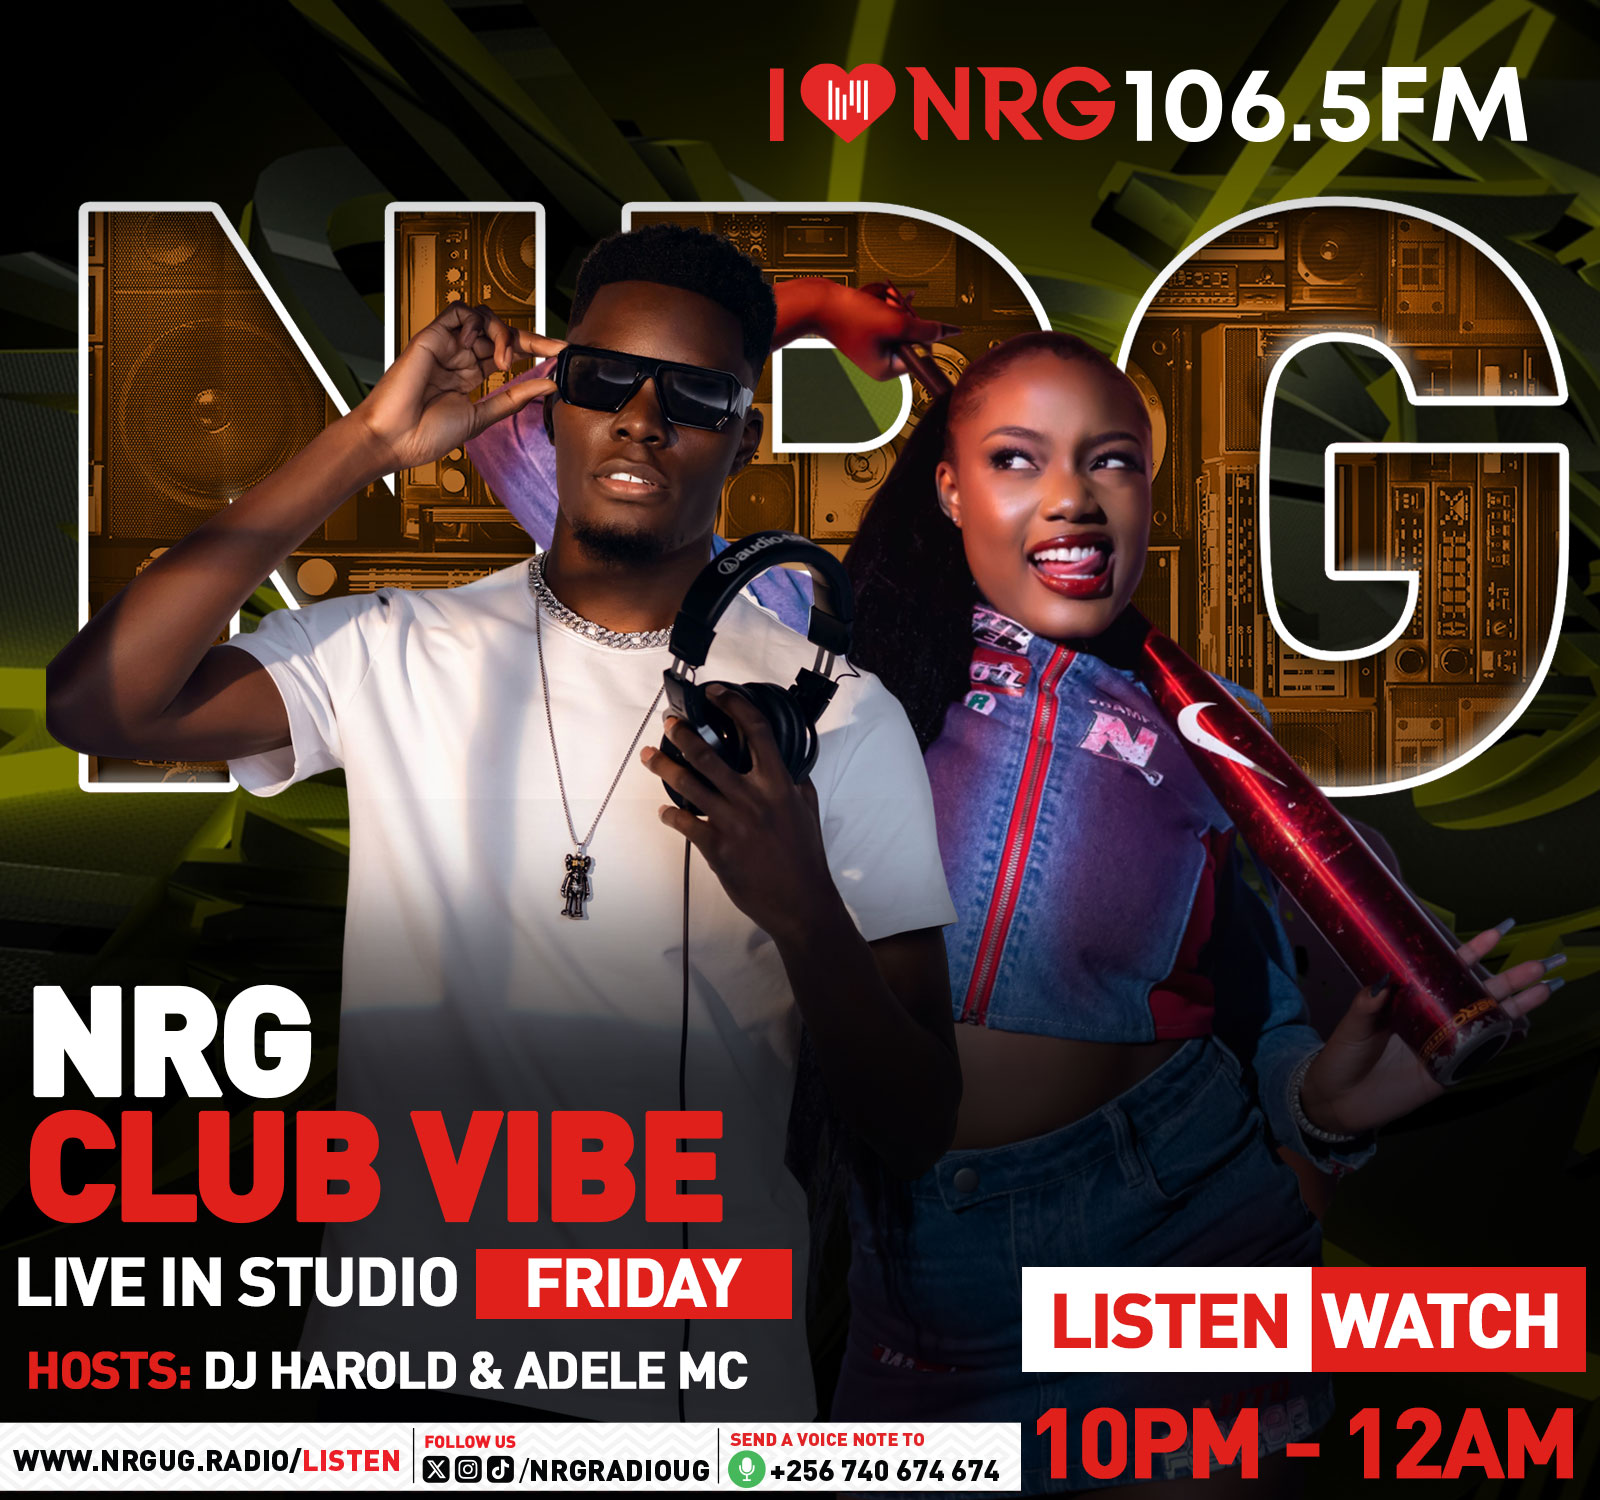 I NRG 106.5FM
NRG
audio-
NRG
CLUB VIBE
LIVE IN STUDIO FRIDAY
HOSTS: DJ HAROLD & ADELE MC
LISTEN WATCH
10PM - 12AM
WWW.NRGUG.RADIO/LISTEN
FOLLOW US
/NRGRADIOUG
SEND A VOICE NOTE TO
+256 740 674 674